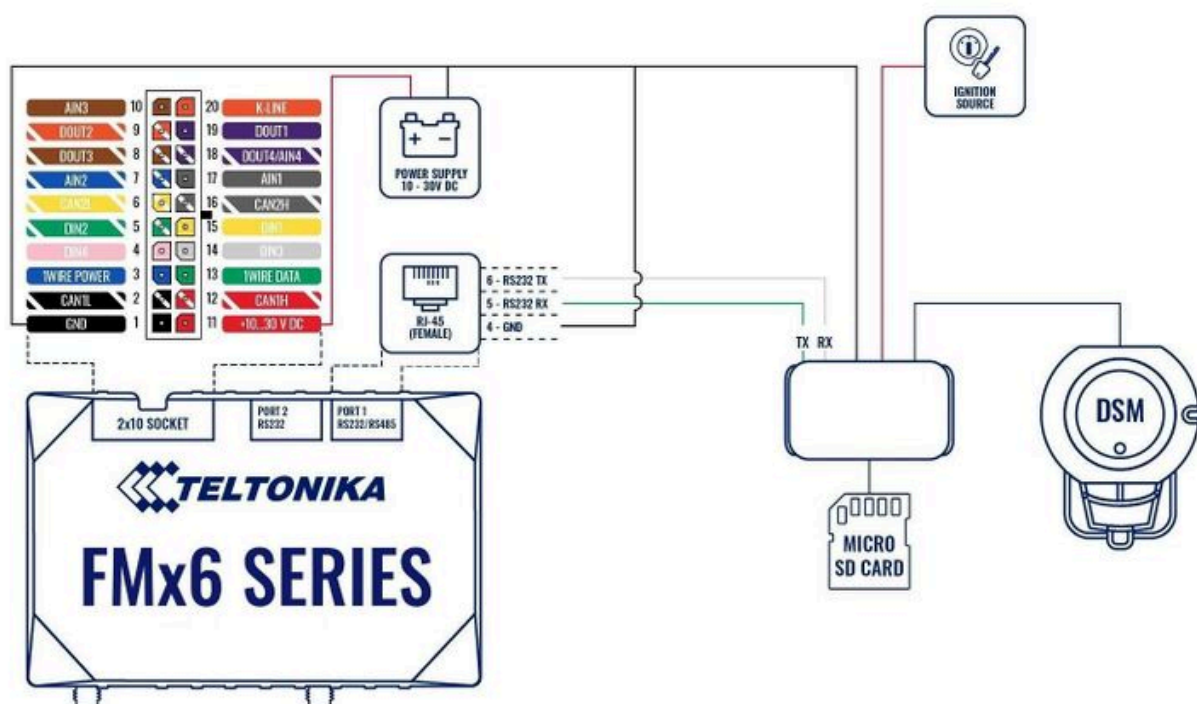 IGNITION
SOURCE
AIN3 10 20 K-LINE
DOUT2 9 19 DOUT1
DOUT3 8 18 DOUT4/AIN4
AIN2 7 17 AIN1
CAN2L 6 16 CAN2H
DIN2 5 15 DIN1
DIN4 4 14 DIN3
1WIRE POWER 3 13 1WIRE DATA
CAN1L 2 12 CAN1H
GND 1 11 +10...30 V DC
+ -
POWER SUPPLY
10 - 30V DC
RJ-45
(FEMALE)
6 - RS232 TX
5 - RS232 RX
4 - GND
TX RX
2x10 SOCKET
PORT 2
RS232
PORT 1
RS232/RS485
TELTONIKA
FMx6 SERIES
DSM
MICRO
SD CARD